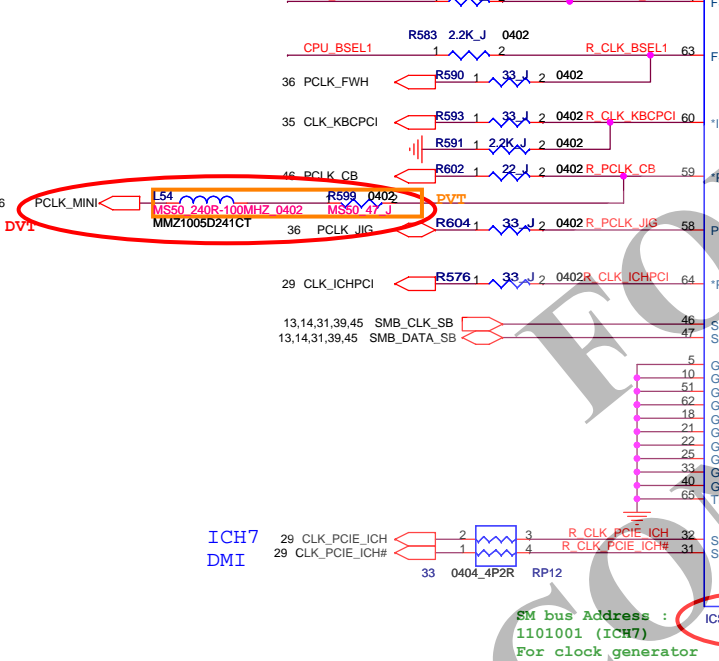 R583 2.2K_J 0402
CPU_BSEL1 1 2 R_CLK_BSEL1 63 F
36 PCLK_FWH R590 1 33_J 2 0402
35 CLK_KBCPCI R593 1 33_J 2 0402 R_CLK_KBCPCI 60
R591 1 2.2K_J 2 0402
46 PCLK_CB R602 1 22_J 2 0402 R_PCLK_CB 59
6 PCLK_MINI L54 R599 0402 2 PVT
DVT MS50_240R-100MHZ_0402 MS50_47_J
MMZ1005D241CT
36 PCLK_JIG R604 1 33_J 2 0402 R_PCLK_JIG 58 P
29 CLK_ICHPCI R576 1 33_J 2 0402 R_CLK_ICHPCI 64
13,14,31,39,45 SMB_CLK_SB 46 S
13,14,31,39,45 SMB_DATA_SB 47 S
5 G
10 G
51 G
62 G
18 G
21 G
22 G
25 G
33 G
40 G
65 T
ICH7 29 CLK_PCIE_ICH 2 3 R_CLK_PCIE_ICH 32 S
DMI 29 CLK_PCIE_ICH# 1 4 R_CLK_PCIE_ICH# 31 S
33 0404_4P2R RP12
SM bus Address :
1101001 (ICH7)
For clock generator
ICS
FO
CON